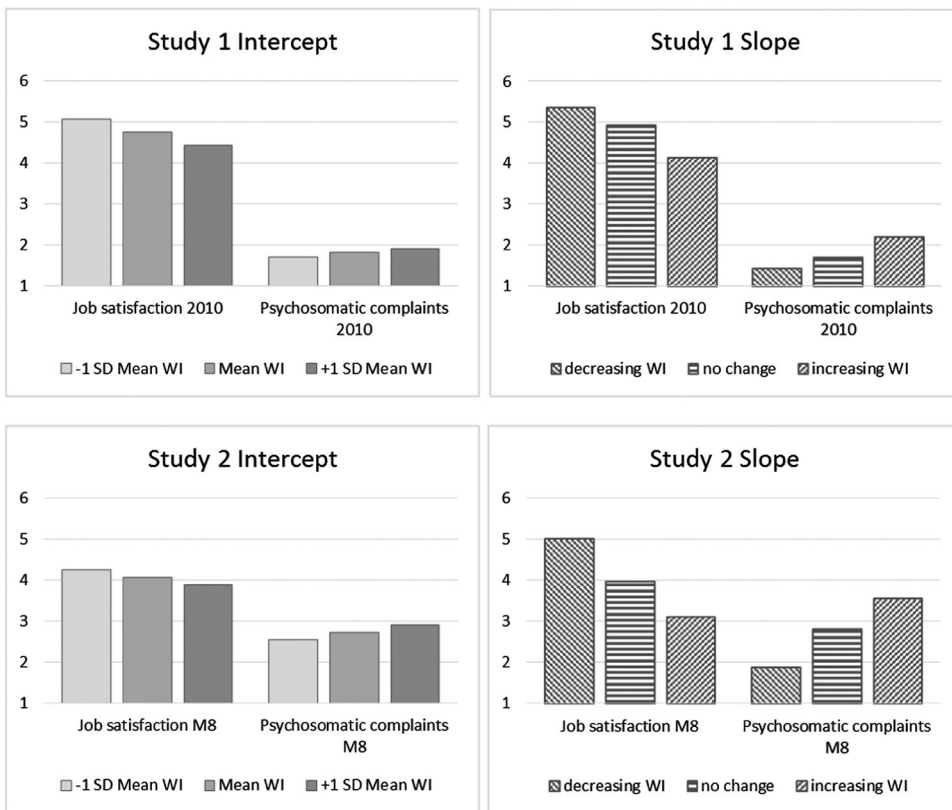 Study 1 Intercept
6
5
4
3
2
1
Job satisfaction 2010
Psychosomatic complaints
2010
-1 SD Mean WI
Mean WI
+1 SD Mean WI
Study 1 Slope
6
5
4
3
2
1
Job satisfaction 2010
Psychosomatic complaints
2010
decreasing WI
no change
increasing WI
Study 2 Intercept
6
5
4
3
2
1
Job satisfaction M8
Psychosomatic complaints
M8
-1 SD Mean WI
Mean WI
+1 SD Mean WI
Study 2 Slope
6
5
4
3
2
1
Job satisfaction M8
Psychosomatic complaints
M8
decreasing WI
no change
increasing WI